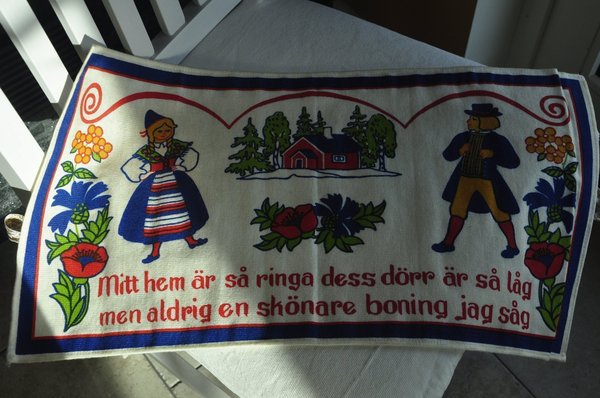 Mitt hem är så ringa dess dörr är så låg
men aldrig en skönare boning jag såg